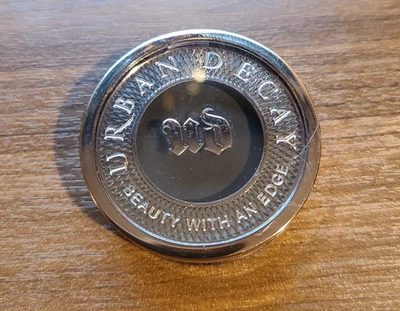 URBAN DECAY
UD
BEAUTY WITH AN EDGE